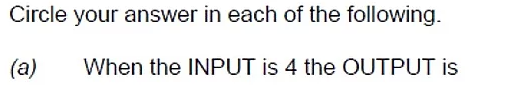 Circle your answer in each of the following.
(a) When the INPUT is 4 the OUTPUT is